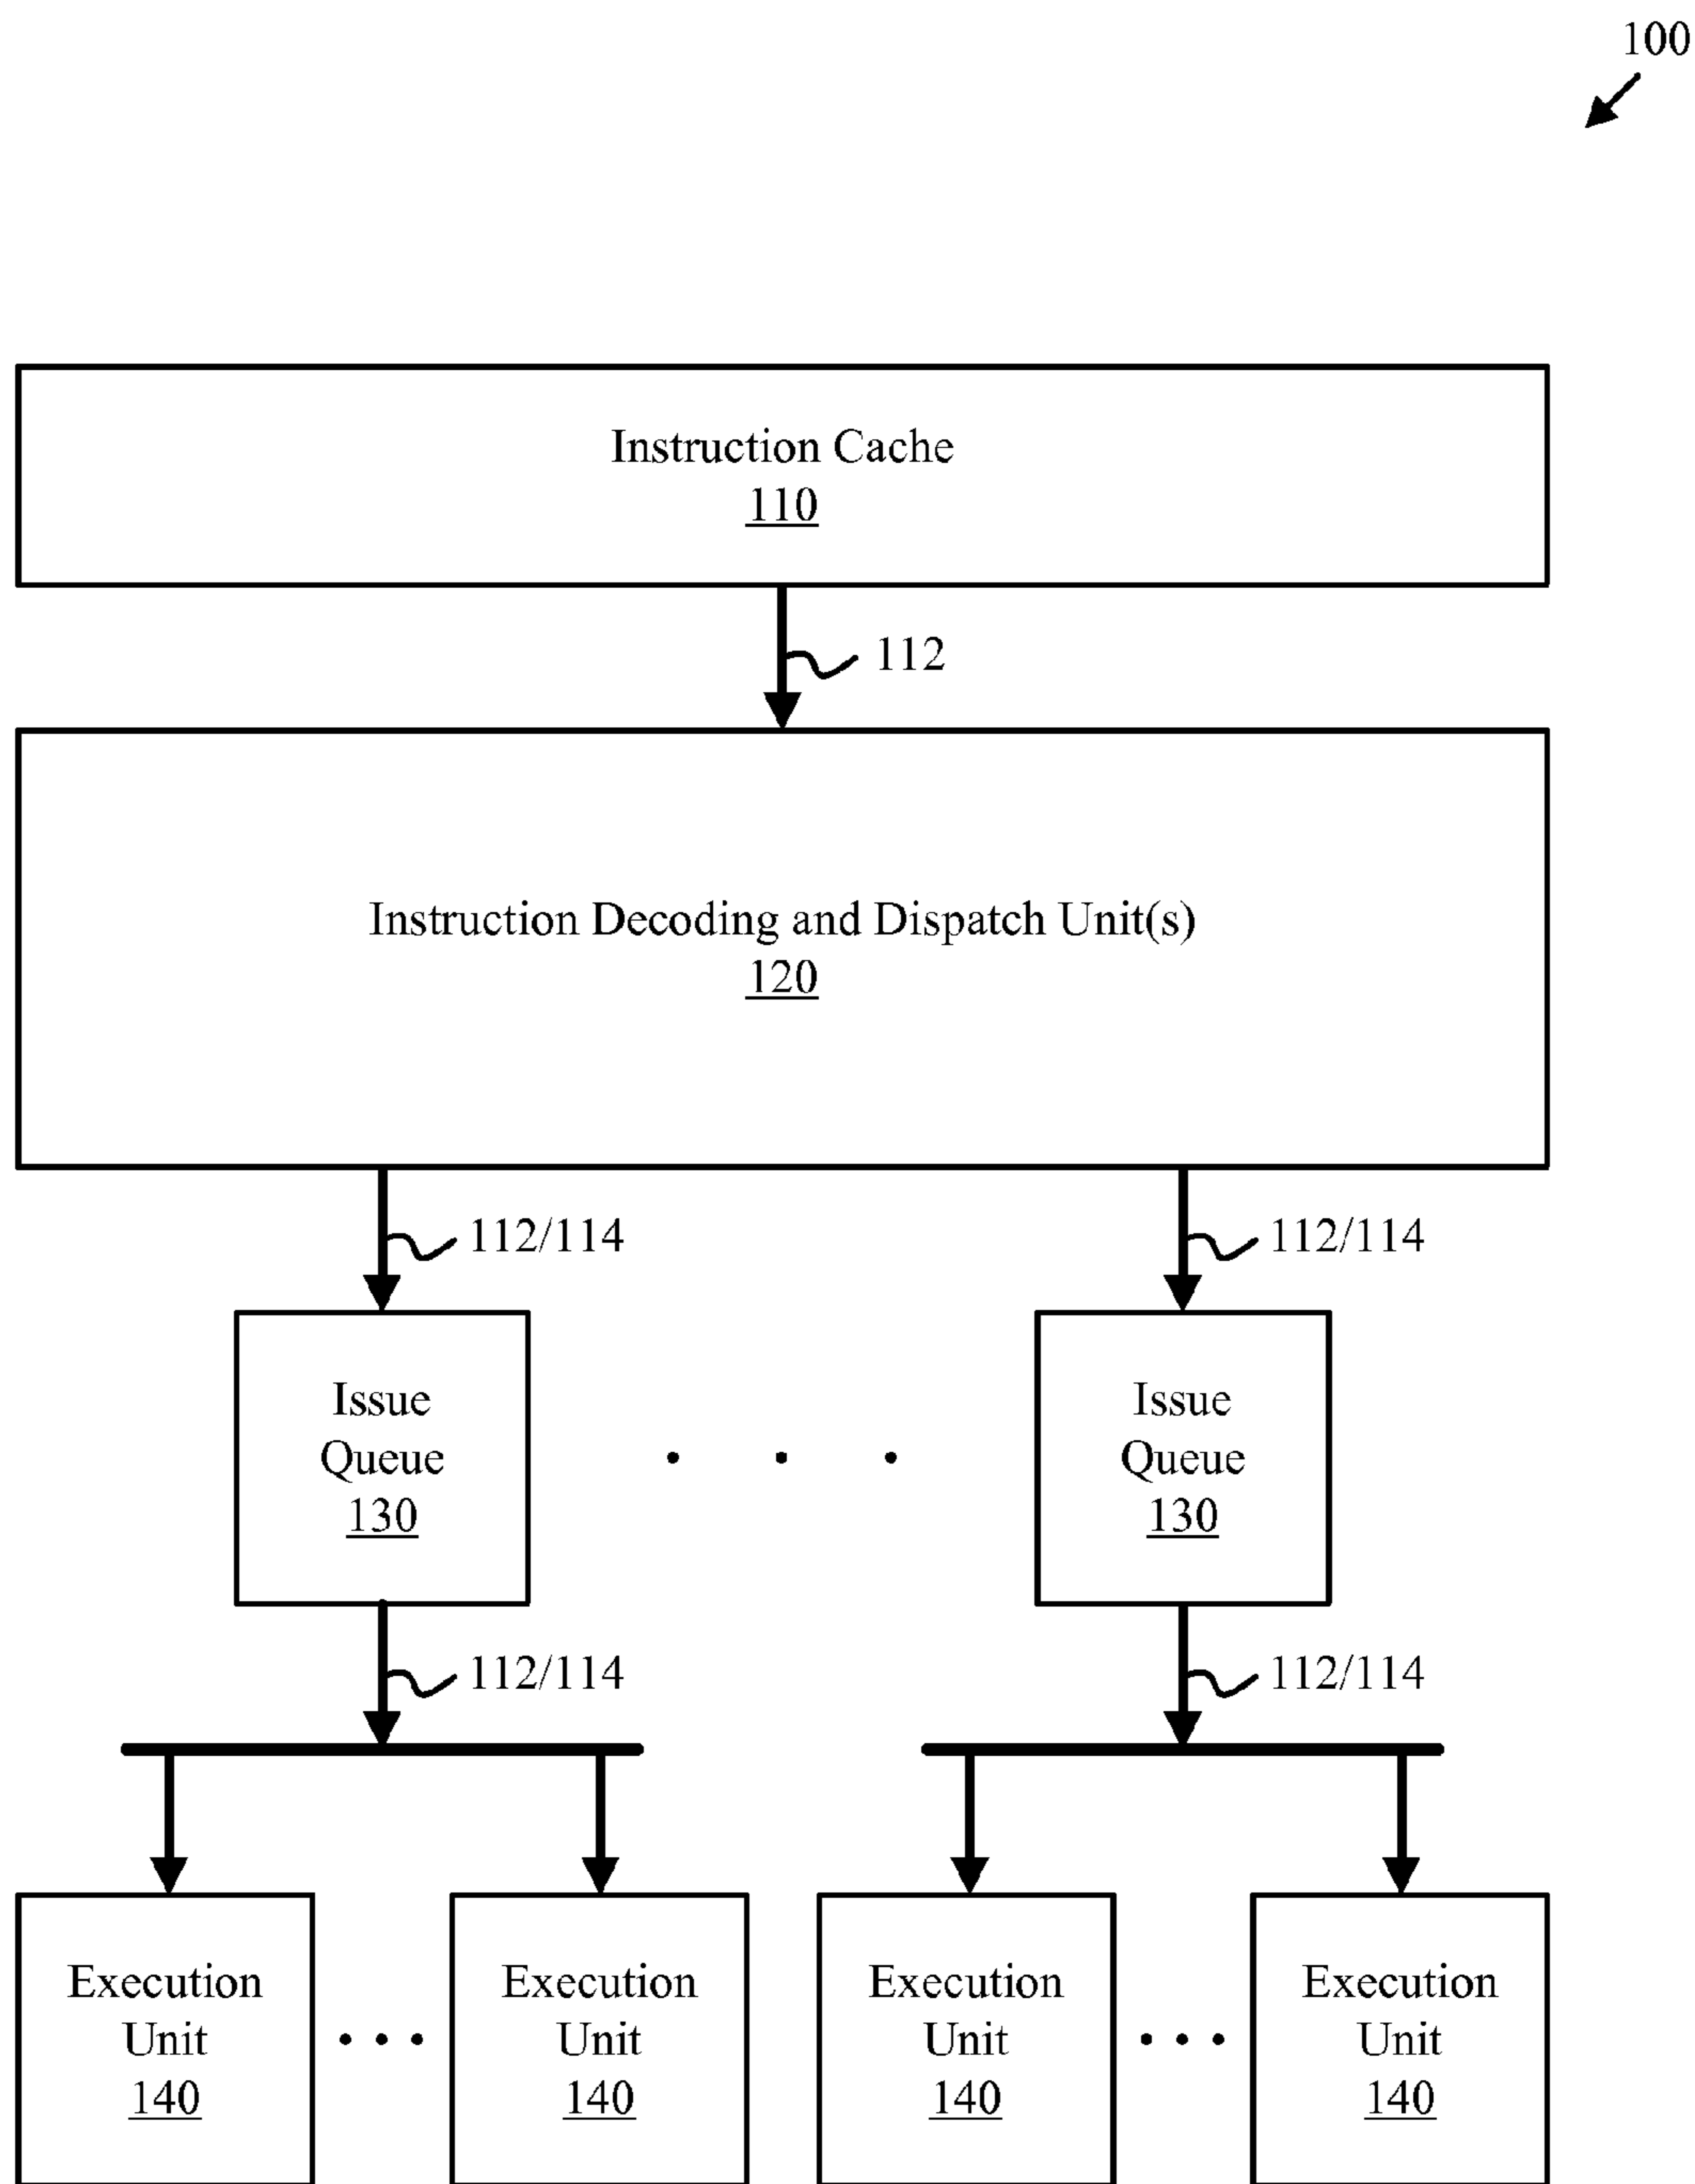 100
Instruction Cache
110
112
Instruction Decoding and Dispatch Unit(s)
120
112/114
112/114
Issue
Queue
130
Issue
Queue
130
112/114
112/114
Execution
Unit
140
Execution
Unit
140
Execution
Unit
140
Execution
Unit
140